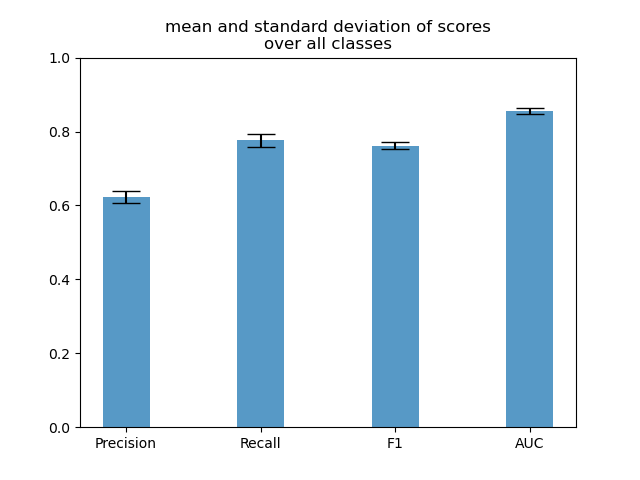 mean and standard deviation of scores
over all classes
1.0
0.8
0.6
0.4
0.2
0.0
Precision
Recall
F1
AUC